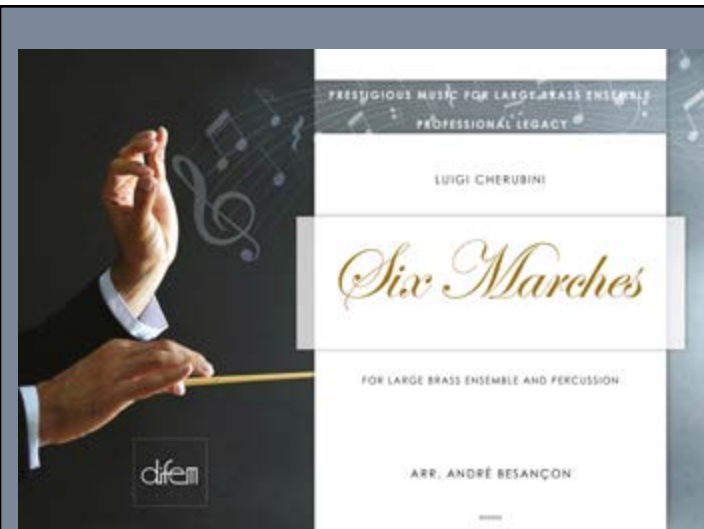 PRESTIGIOUS MUSIC FOR LARGE BRASS ENSEMBLE
PROFESSIONAL LEGACY
LUIGI CHERUBINI
Six Marches
FOR LARGE BRASS ENSEMBLE AND PERCUSSION
difem
ARR. ANDRÉ BESANÇON